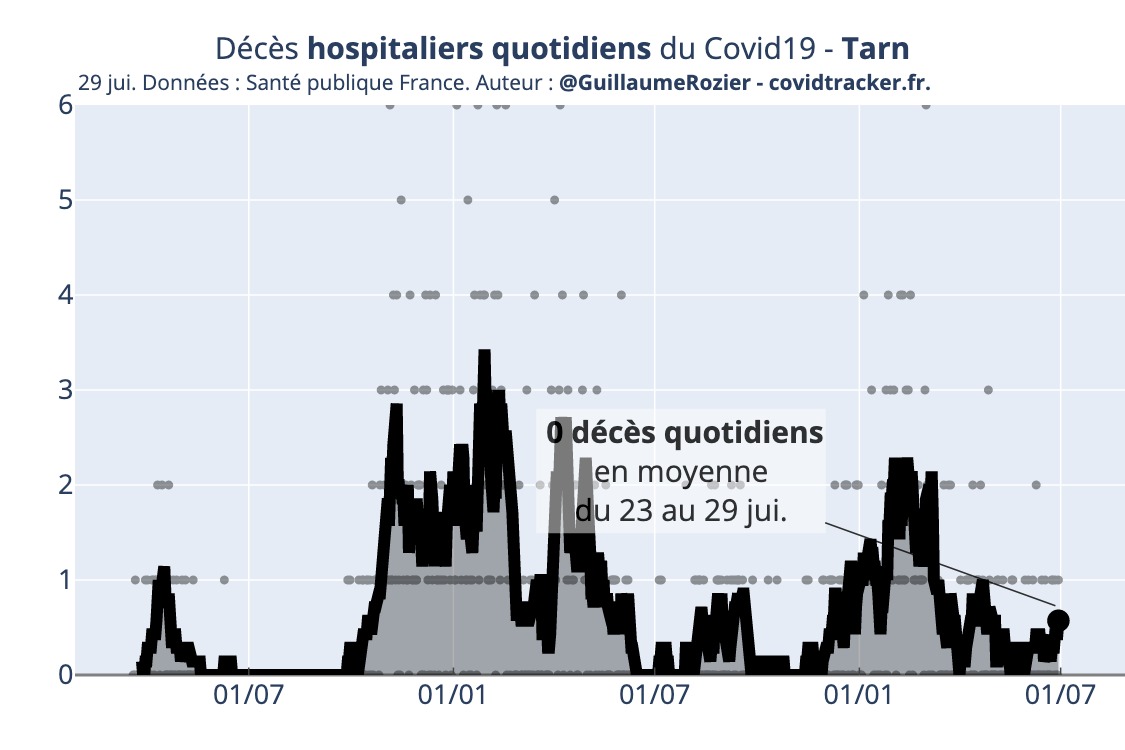 Décès hospitaliers quotidiens du Covid19 - Tarn
29 jui. Données : Santé publique France. Auteur : @GuillaumeRozier - covidtracker.fr.
6
5
4
3
2
1
0
0 décès quotidiens
en moyenne
du 23 au 29 jui.
01/07 01/01 01/07 01/01 01/07